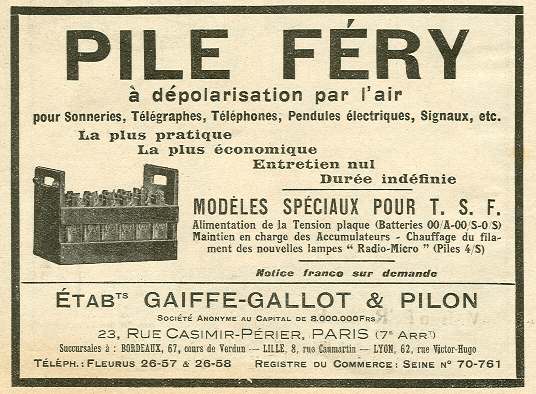 PILE FÉRY
à dépolarisation par l'air
pour Sonneries, Télégraphes, Téléphones, Pendules électriques, Signaux, etc.
La plus pratique
La plus économique
Entretien nul
Durée indéfinie
MODÈLES SPÉCIAUX POUR T. S. F.
Alimentation de la Tension plaque (Batteries 00/A-00/S-0/S)
Maintien en charge des Accumulateurs - Chauffage du fila-
ment des nouvelles lampes " Radio-Micro " (Piles 4/S)
Notice franco sur demande
ÉTABTS GAIFFE-GALLOT & PILON
SOCIÉTÉ ANONYME AU CAPITAL DE 8.000.000 FRS
23, RUE CASIMIR-PÉRIER, PARIS (7e ARRT)
Succursales à : BORDEAUX, 67, cours de Verdun — LILLE, 8, rue Caumartin — LYON, 62, rue Victor-Hugo
TÉLÉPH. : FLEURUS 26-57 & 26-58 REGISTRE DU COMMERCE : SEINE N° 70-761